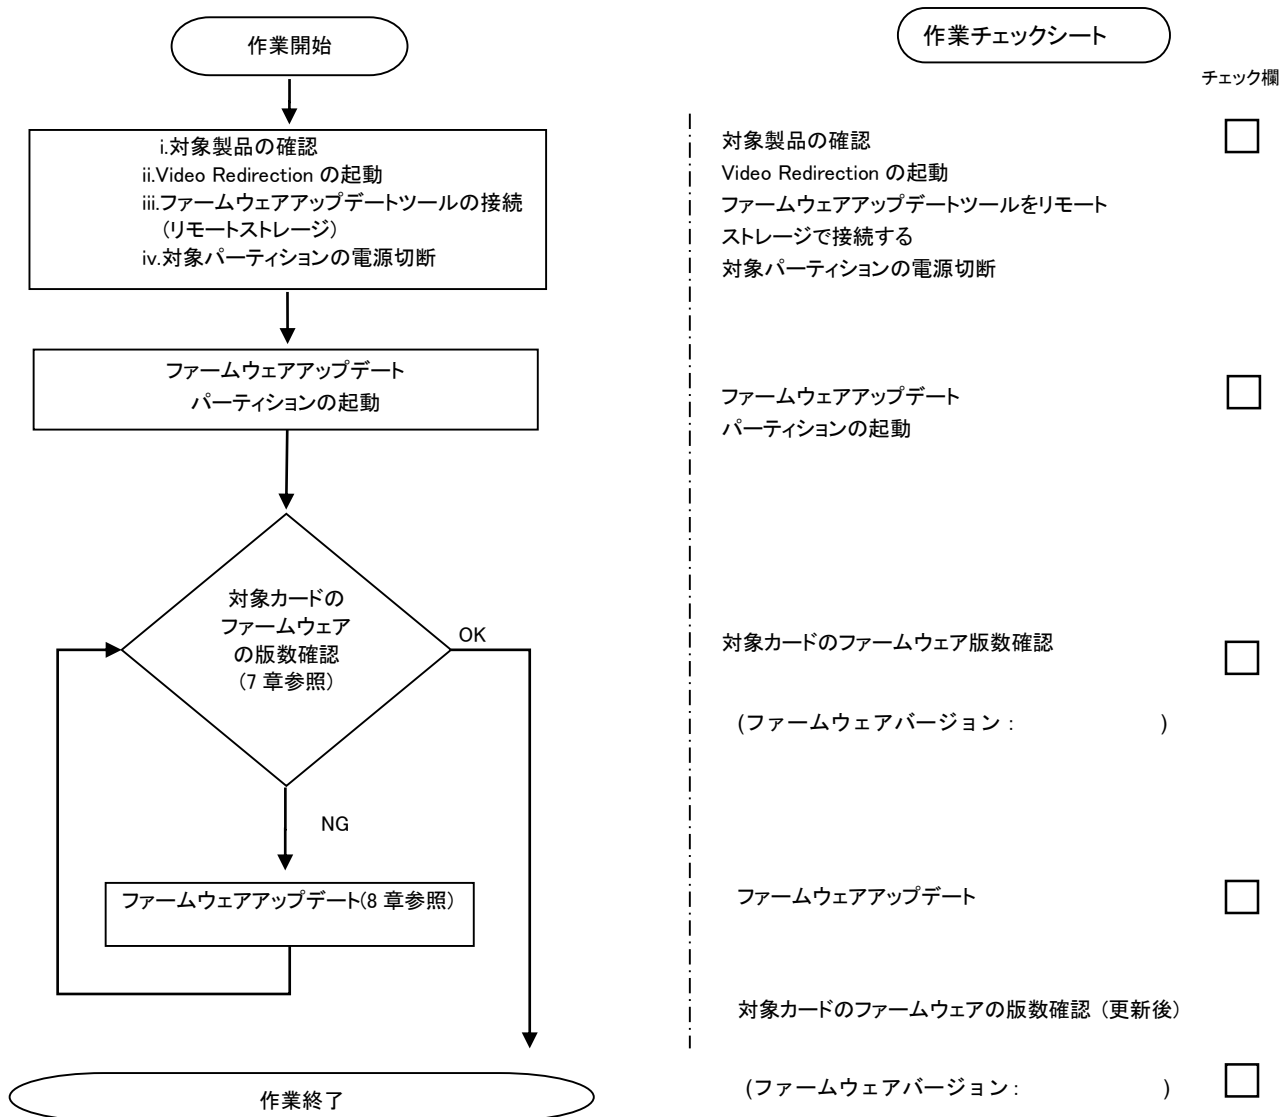 作業開始
i.対象製品の確認
ii.Video Redirection の起動
iii.ファームウェアアップデートツールの接続
(リモートストレージ)
iv.対象パーティションの電源切断
ファームウェアアップデート
パーティションの起動
対象カードの
ファームウェア
の版数確認
(7 章参照)
OK
NG
ファームウェアアップデート(8 章参照)
作業終了
作業チェックシート
チェック欄
対象製品の確認
Video Redirection の起動
ファームウェアアップデートツールをリモート
ストレージで接続する
対象パーティションの電源切断
ファームウェアアップデート
パーティションの起動
対象カードのファームウェア版数確認
(ファームウェアバージョン : )
ファームウェアアップデート
対象カードのファームウェアの版数確認 (更新後)
(ファームウェアバージョン : )